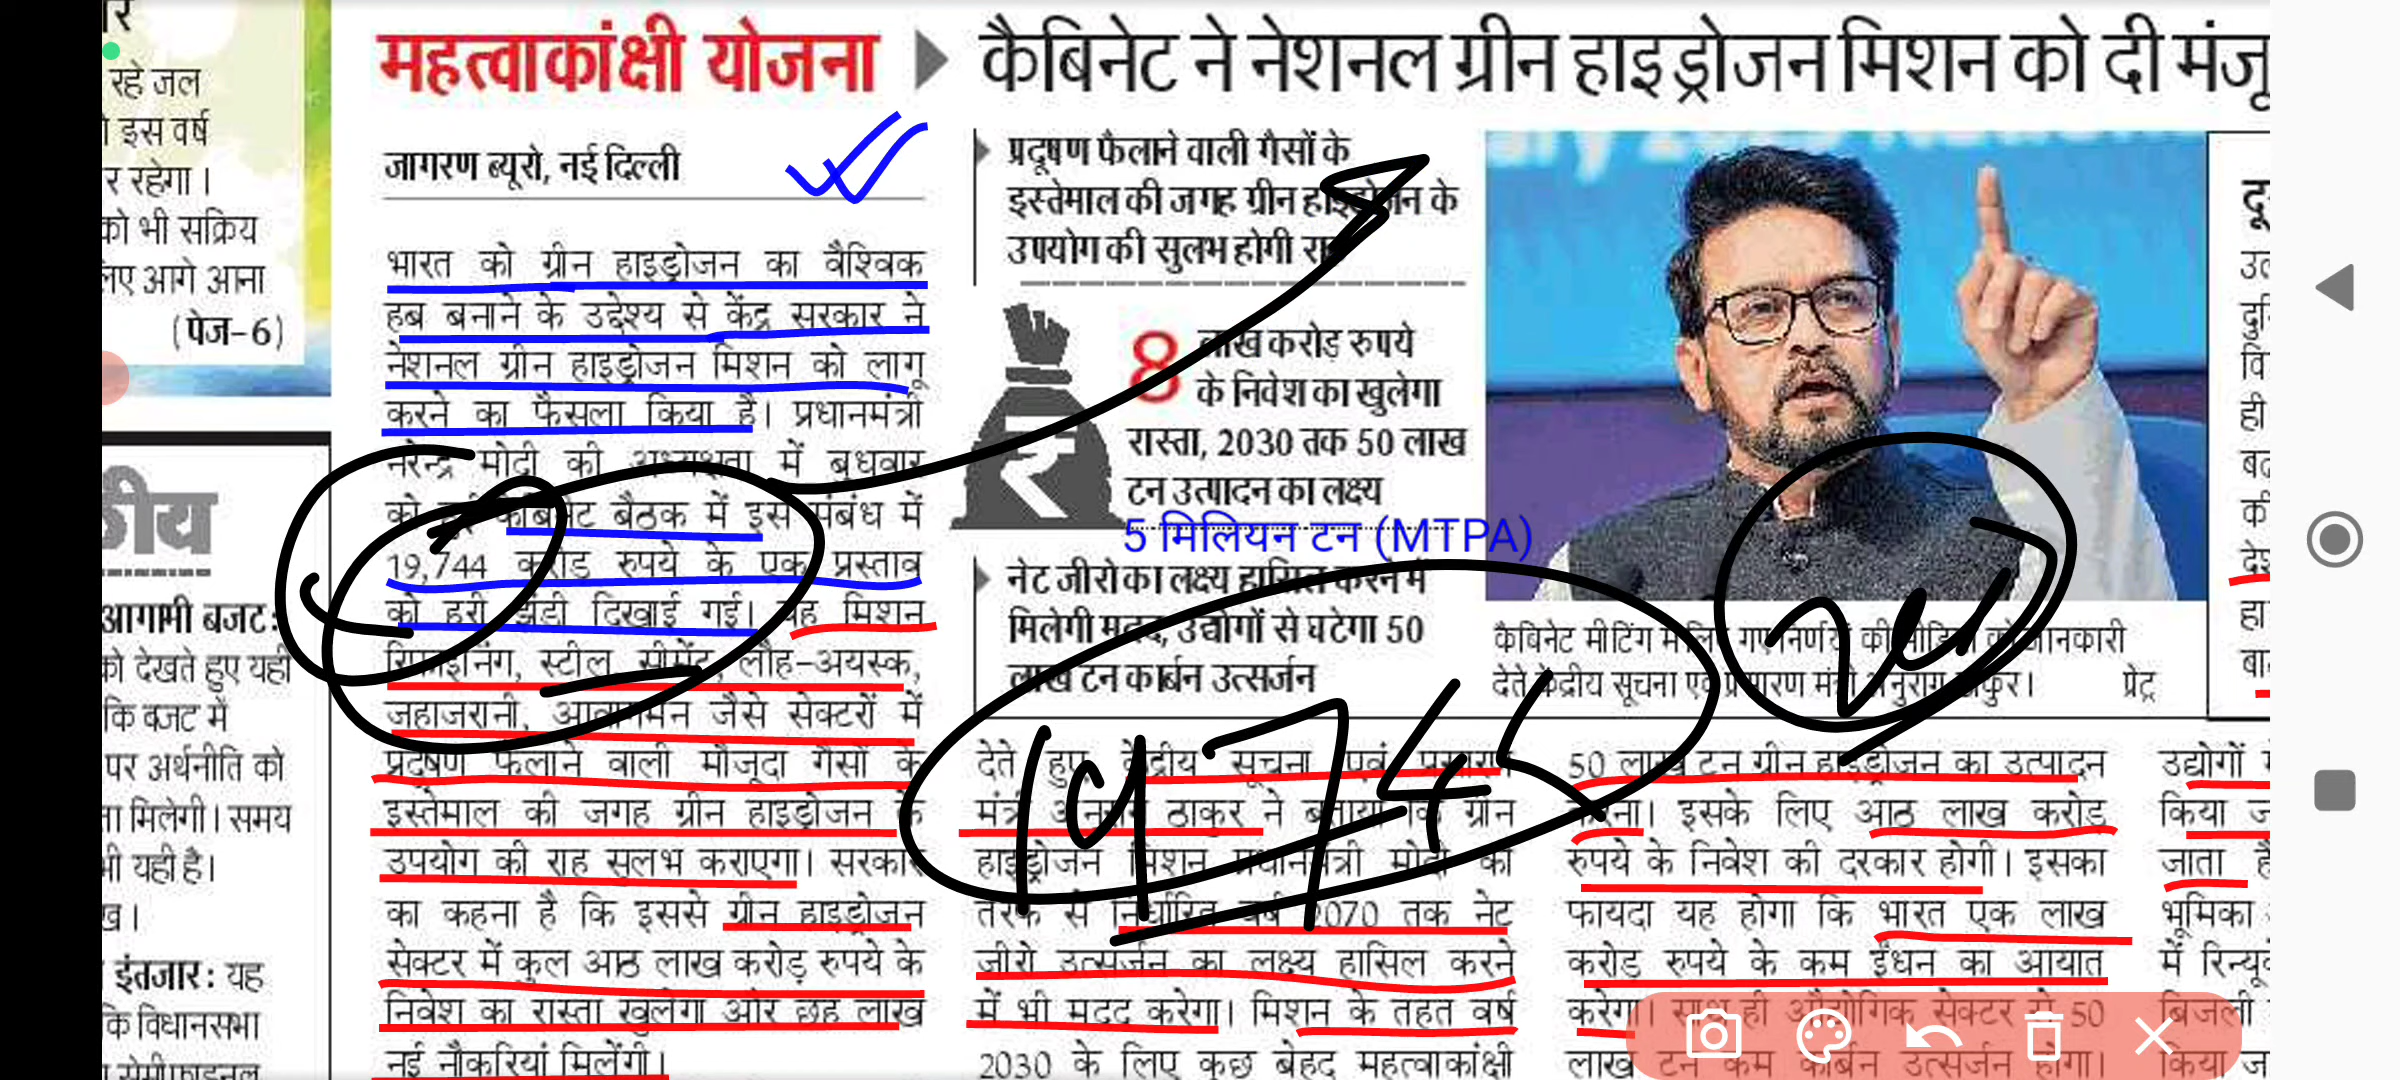 महत्वाकांक्षी योजना
कैबिनेट ने नेशनल ग्रीन हाइड्रोजन मिशन को दी मंजू
जागरण ब्यूरो, नई दिल्ली
भारत को ग्रीन हाइड्रोजन का वैश्विक
हब बनाने के उद्देश्य से केंद्र सरकार ने
नेशनल ग्रीन हाइड्रोजन मिशन को लागू
करने का फैसला किया है। प्रधानमंत्री
नरेन्द्र मोदी की अध्यक्षता में बुधवार
को हुई कैबिनेट बैठक में इस संबंध में
19,744 करोड़ रुपये के एक प्रस्ताव
को हरी झंडी दिखाई गई। यह मिशन
रिफाइनिंग, स्टील, सीमेंट, लौह-अयस्क,
जहाजरानी, आवागमन जैसे सेक्टरों में
प्रदूषण फैलाने वाली मौजूदा गैसों के
इस्तेमाल की जगह ग्रीन हाइड्रोजन के
उपयोग की राह सुलभ कराएगा। सरकार
का कहना है कि इससे ग्रीन हाइड्रोजन
सेक्टर में कुल आठ लाख करोड़ रुपये के
निवेश का रास्ता खुलेगा और छह लाख
नई नौकरियां मिलेंगी।
प्रदूषण फैलाने वाली गैसों के
इस्तेमाल की जगह ग्रीन हाइड्रोजन के
उपयोग की सुलभ होगी राह
8 लाख करोड़ रुपये
के निवेश का खुलेगा
रास्ता, 2030 तक 50 लाख
टन उत्पादन का लक्ष्य
5 मिलियन टन (MTPA)
नेट जीरो का लक्ष्य हासिल करने में
मिलेगी मदद, उद्योगों से घटेगा 50
लाख टन कार्बन उत्सर्जन
कैबिनेट मीटिंग में लिए गए निर्णयों की मीडिया को जानकारी
देते केंद्रीय सूचना एवं प्रसारण मंत्री अनुराग ठाकुर। प्रेट्र
19745
देते हुए केंद्रीय सूचना एवं प्रसारण
मंत्री अनुराग ठाकुर ने बताया कि ग्रीन
हाइड्रोजन मिशन प्रधानमंत्री मोदी की
तरफ से निर्धारित वर्ष 2070 तक नेट
जीरो उत्सर्जन का लक्ष्य हासिल करने
में भी मदद करेगा। मिशन के तहत वर्ष
2030 के लिए कुछ बेहद महत्वाकांक्षी
50 लाख टन ग्रीन हाइड्रोजन का उत्पादन
करना। इसके लिए आठ लाख करोड़
रुपये के निवेश की दरकार होगी। इसका
फायदा यह होगा कि भारत एक लाख
करोड़ रुपये के कम ईंधन का आयात
करेगा। साथ ही औद्योगिक सेक्टर से 50
लाख टन कम कार्बन उत्सर्जन होगा।
उद्योगों
किया ज
जाता है
भूमिका
में रिन्यू
बिजली
किया ज
रहे जल
इस वर्ष
र रहेगा।
को भी सक्रिय
लिए आगे आना
(पेज-6)
आगामी बजट:
को देखते हुए यही
कि बजट में
पर अर्थनीति को
ता मिलेगी। समय
भी यही है।
ख।
इंतजार: यह
कि विधानसभा